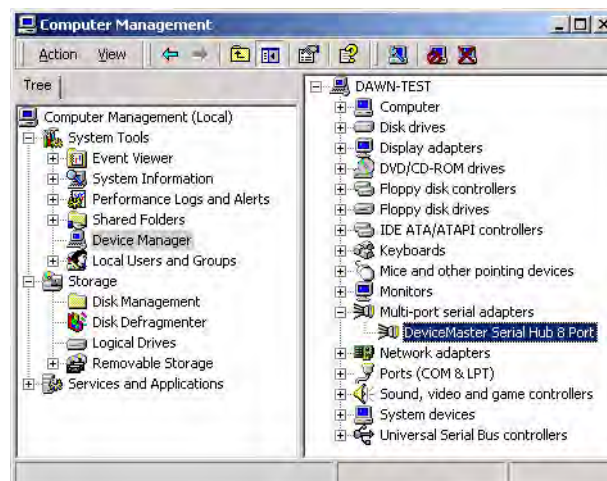 Computer Management
Action View
Tree
Computer Management (Local)
System Tools
Event Viewer
System Information
Performance Logs and Alerts
Shared Folders
Device Manager
Local Users and Groups
Storage
Disk Management
Disk Defragmenter
Logical Drives
Removable Storage
Services and Applications
DAWN-TEST
Computer
Disk drives
Display adapters
DVD/CD-ROM drives
Floppy disk controllers
Floppy disk drives
IDE ATA/ATAPI controllers
Keyboards
Mice and other pointing devices
Monitors
Multi-port serial adapters
DeviceMaster Serial Hub 8 Port
Network adapters
Ports (COM & LPT)
Sound, video and game controllers
System devices
Universal Serial Bus controllers